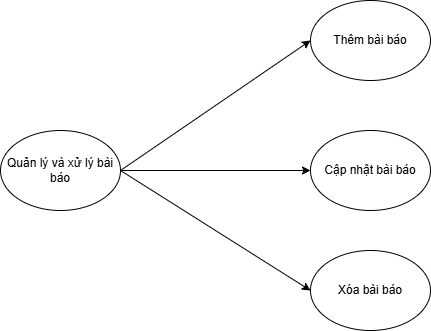 Thêm bài báo
Quản lý và xử lý bài
báo
Cập nhật bài báo
Xóa bài báo